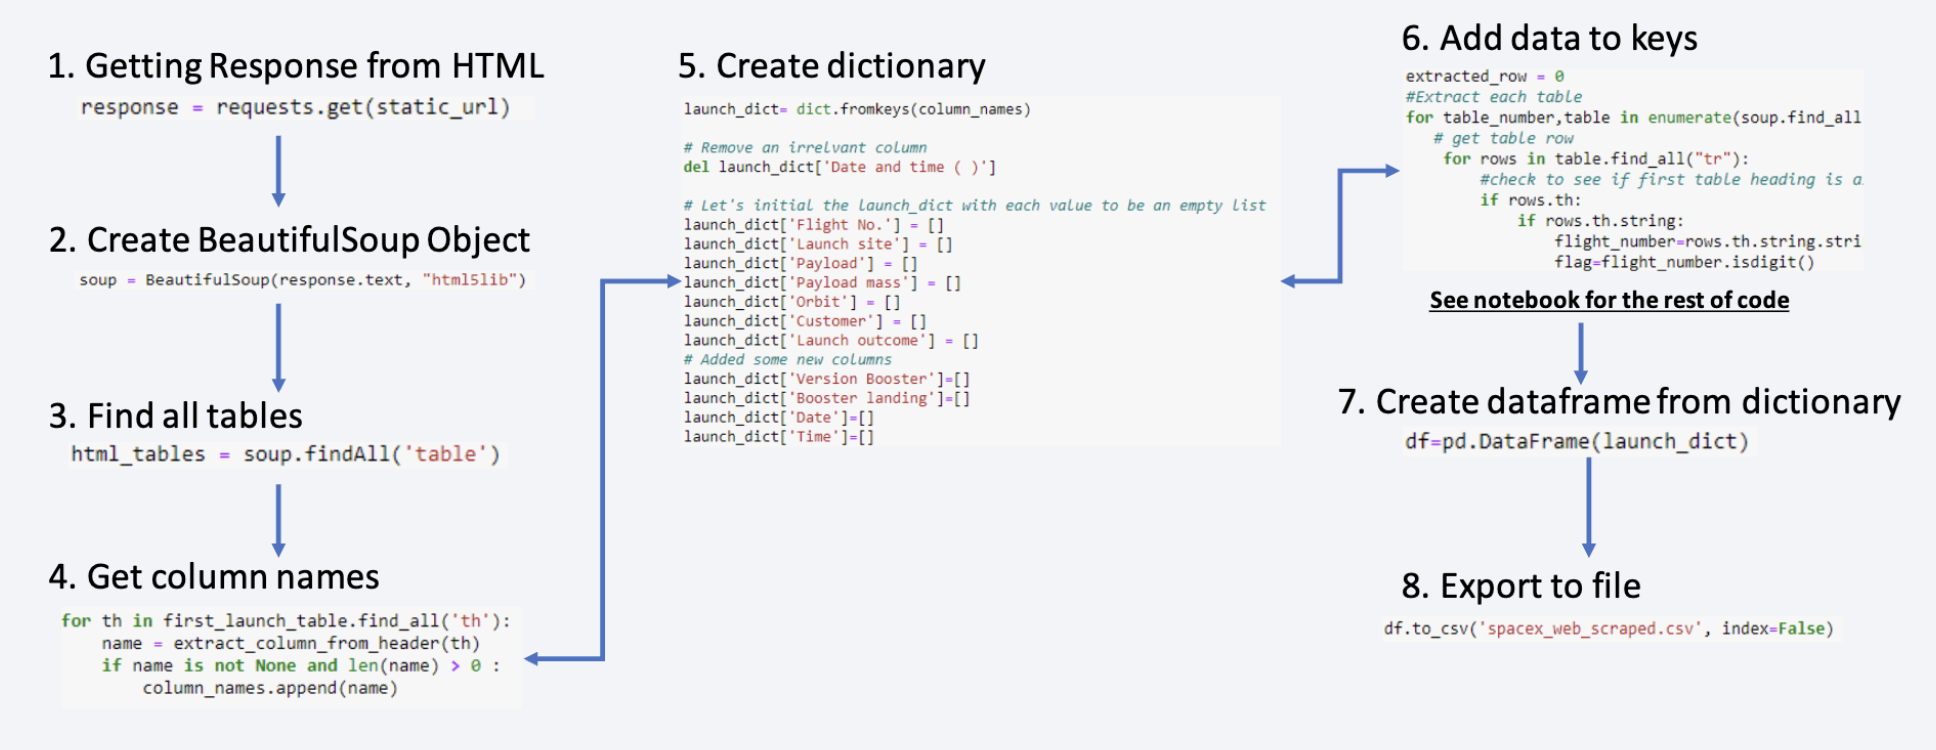 1. Getting Response from HTML
response = requests.get(static_url)
2. Create BeautifulSoup Object
soup = BeautifulSoup(response.text, "html5lib")
3. Find all tables
html_tables = soup.findAll('table')
4. Get column names
for th in first_launch_table.find_all('th'):
    name = extract_column_from_header(th)
    if name is not None and len(name) > 0 :
        column_names.append(name)
5. Create dictionary
launch_dict= dict.fromkeys(column_names)
# Remove an irrelvant column
del launch_dict['Date and time ( )']
# Let's initial the launch_dict with each value to be an empty list
launch_dict['Flight No.'] = []
launch_dict['Launch site'] = []
launch_dict['Payload'] = []
launch_dict['Payload mass'] = []
launch_dict['Orbit'] = []
launch_dict['Customer'] = []
launch_dict['Launch outcome'] = []
# Added some new columns
launch_dict['Version Booster']=[]
launch_dict['Booster landing']=[]
launch_dict['Date']=[]
launch_dict['Time']=[]
6. Add data to keys
extracted_row = 0
#Extract each table
for table_number,table in enumerate(soup.find_all
    # get table row
    for rows in table.find_all("tr"):
        #check to see if first table heading is a
        if rows.th:
            if rows.th.string:
                flight_number=rows.th.string.stri
                flag=flight_number.isdigit()
See notebook for the rest of code
7. Create dataframe from dictionary
df=pd.DataFrame(launch_dict)
8. Export to file
df.to_csv('spacex_web_scraped.csv', index=False)